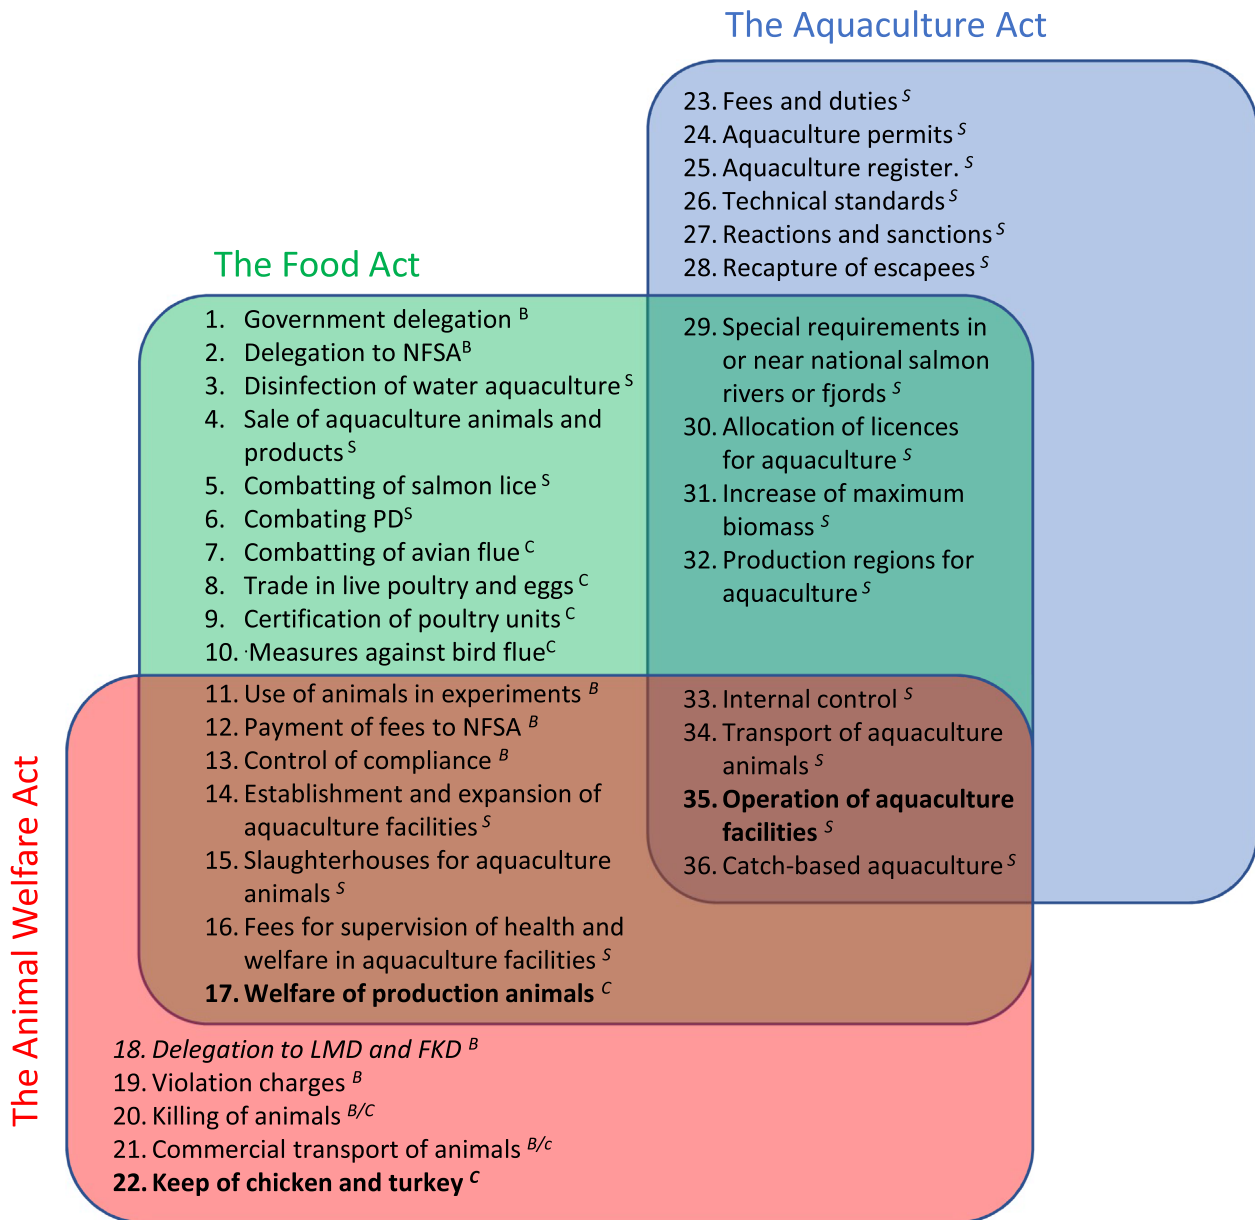 The Aquaculture Act
23. Fees and duties S
24. Aquaculture permits S
25. Aquaculture register. S
26. Technical standards S
27. Reactions and sanctions S
28. Recapture of escapees S
The Food Act
1. Government delegation B
2. Delegation to NFSA B
3. Disinfection of water aquaculture S
4. Sale of aquaculture animals and
products S
5. Combatting of salmon lice S
6. Combating PD S
7. Combatting of avian flue C
8. Trade in live poultry and eggs C
9. Certification of poultry units C
10. ·Measures against bird flue C
29. Special requirements in
or near national salmon
rivers or fjords S
30. Allocation of licences
for aquaculture S
31. Increase of maximum
biomass S
32. Production regions for
aquaculture S
11. Use of animals in experiments B
12. Payment of fees to NFSA B
13. Control of compliance B
14. Establishment and expansion of
aquaculture facilities S
15. Slaughterhouses for aquaculture
animals S
16. Fees for supervision of health and
welfare in aquaculture facilities S
17. Welfare of production animals C
33. Internal control S
34. Transport of aquaculture
animals S
35. Operation of aquaculture
facilities S
36. Catch-based aquaculture S
The Animal Welfare Act
18. Delegation to LMD and FKD B
19. Violation charges B
20. Killing of animals B/C
21. Commercial transport of animals B/c
22. Keep of chicken and turkey C